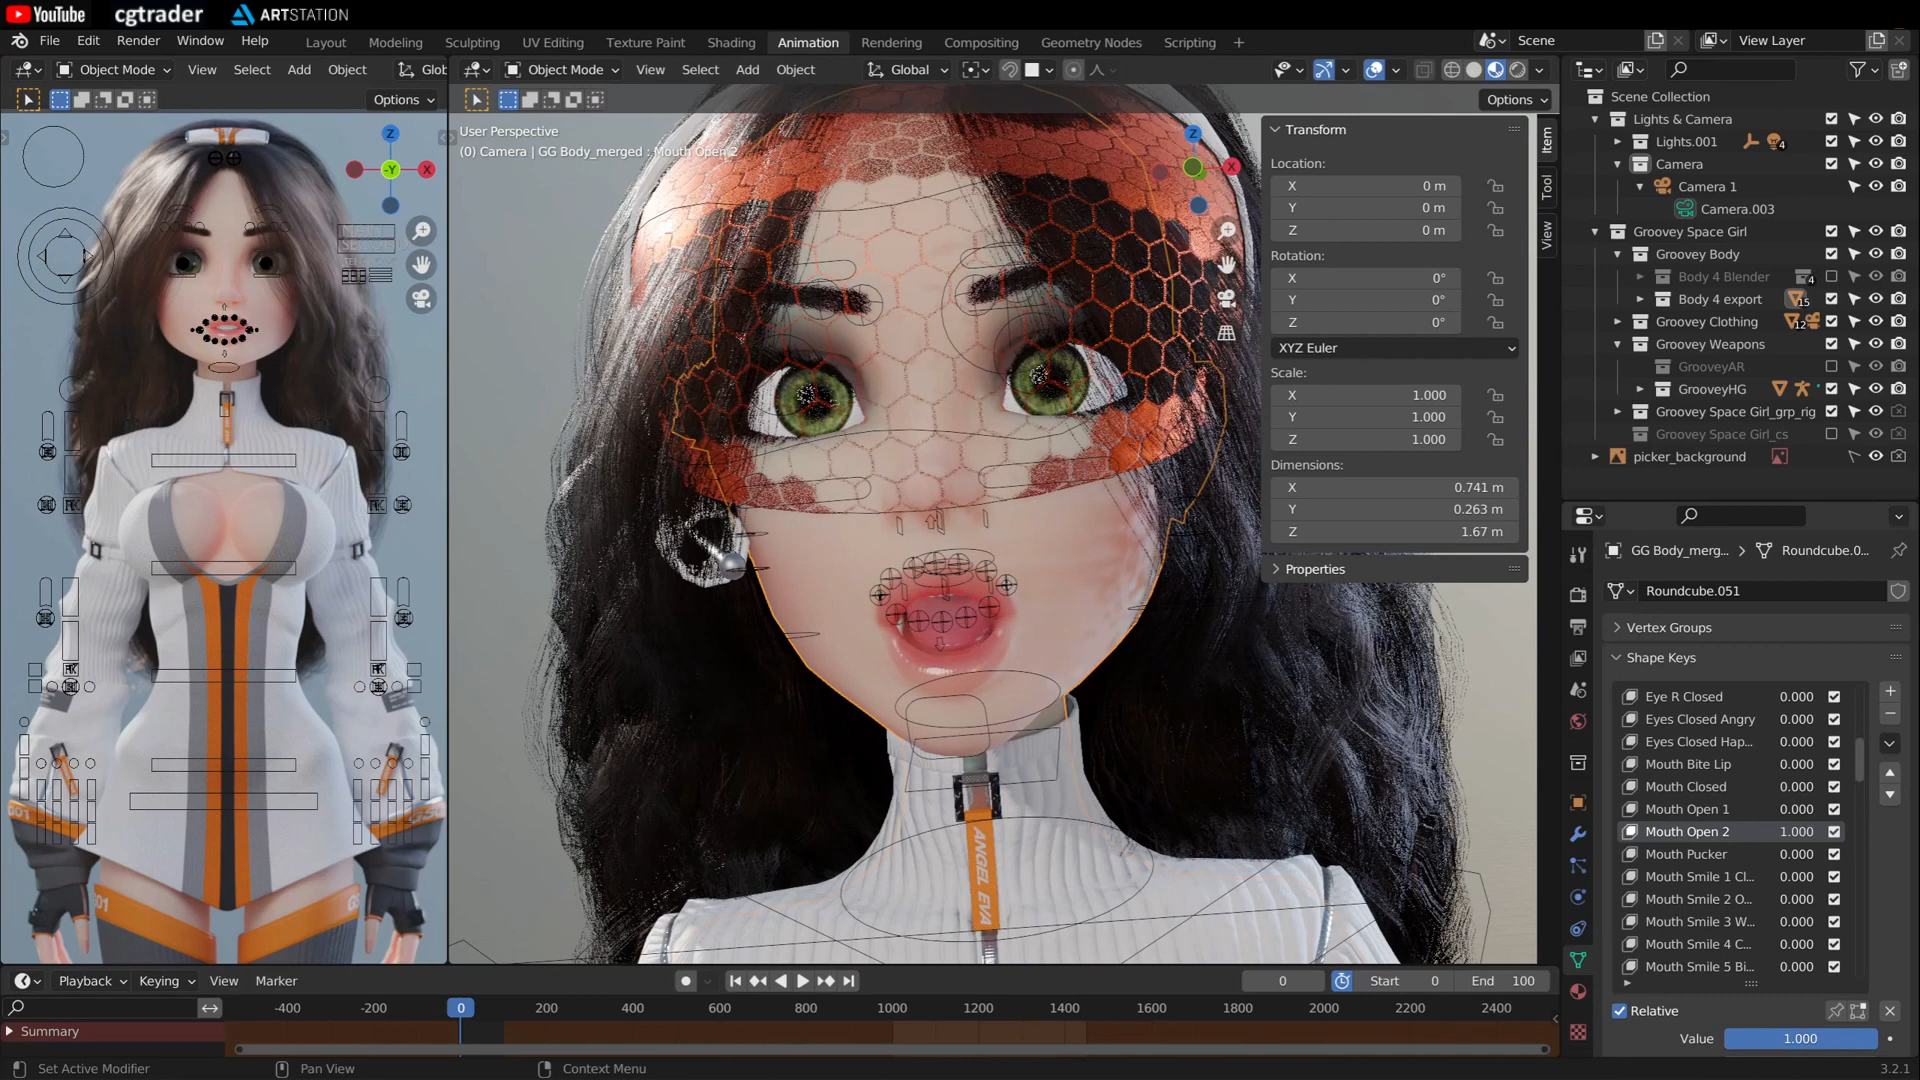 YouTube cgtrader ARTSTATION
File Edit Render Window Help
Layout Modeling Sculpting UV Editing Texture Paint Shading Animation Rendering Compositing Geometry Nodes Scripting +
Scene
View Layer
Object Mode View Select Add Object Glob
Object Mode View Select Add Object Global
Options
Options
User Perspective
(0) Camera | GG Body_merged : Mouth Open 2
Z
X
-Y
Z
X
Transform
Location:
X 0 m
Y 0 m
Z 0 m
Rotation:
X 0°
Y 0°
Z 0°
XYZ Euler
Scale:
X 1.000
Y 1.000
Z 1.000
Dimensions:
X 0.741 m
Y 0.263 m
Z 1.67 m
Properties
Item
Tool
View
ANGEL EVA
Scene Collection
Lights & Camera
Lights.001 4
Camera
Camera 1
Camera.003
Groovey Space Girl
Groovey Body
Body 4 Blender 4
Body 4 export 15
Groovey Clothing 12
Groovey Weapons
GrooveyAR
GrooveyHG
Groovey Space Girl_grp_rig
Groovey Space Girl_cs
picker_background
GG Body_merg... > Roundcube.0...
Roundcube.051
Vertex Groups
Shape Keys
Eye R Closed 0.000
Eyes Closed Angry 0.000
Eyes Closed Hap... 0.000
Mouth Bite Lip 0.000
Mouth Closed 0.000
Mouth Open 1 0.000
Mouth Open 2 1.000
Mouth Pucker 0.000
Mouth Smile 1 Cl... 0.000
Mouth Smile 2 O... 0.000
Mouth Smile 3 W... 0.000
Mouth Smile 4 C... 0.000
Mouth Smile 5 Bi... 0.000
Relative
Value 1.000
Playback Keying View Marker
0 Start 0 End 100
-400 -200 0 200 400 600 800 1000 1200 1400 1600 1800 2000 2200 2400
Summary
Set Active Modifier Pan View Context Menu
3.2.1